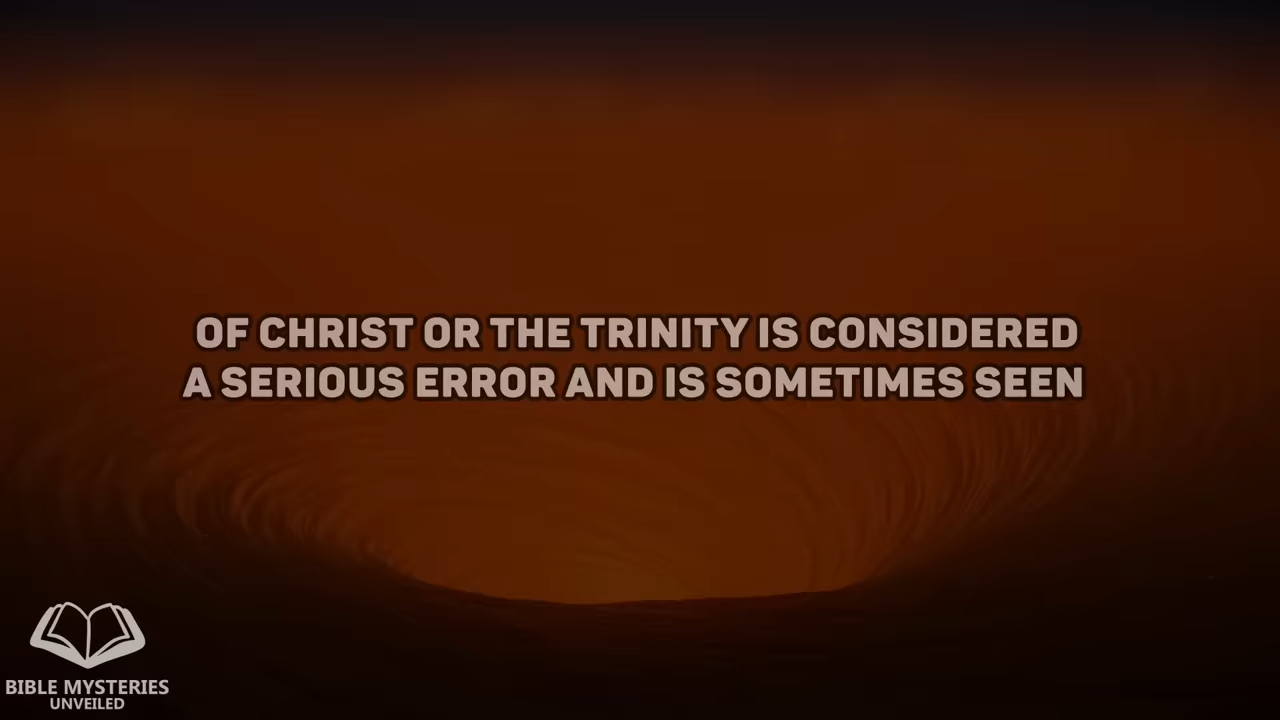 OF CHRIST OR THE TRINITY IS CONSIDERED
A SERIOUS ERROR AND IS SOMETIMES SEEN
BIBLE MYSTERIES
UNVEILED